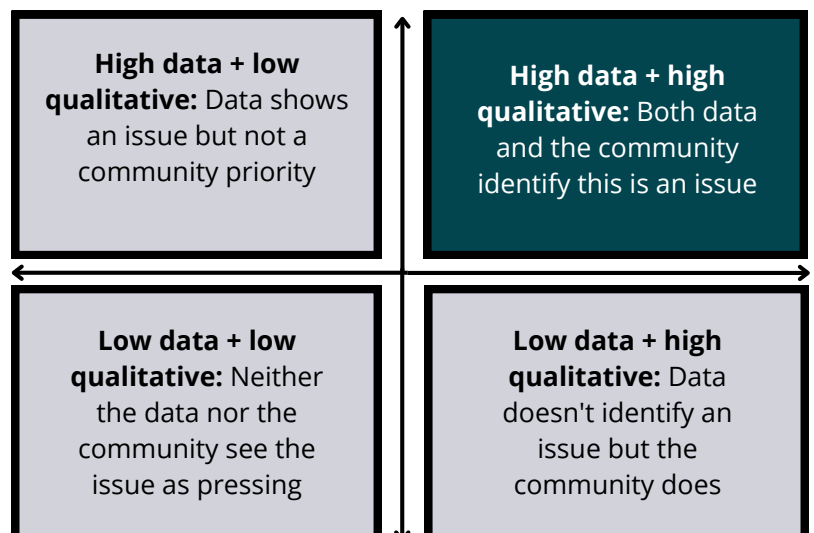 High data + low
qualitative: Data shows
an issue but not a
community priority
High data + high
qualitative: Both data
and the community
identify this is an issue
Low data + low
qualitative: Neither
the data nor the
community see the
issue as pressing
Low data + high
qualitative: Data
doesn't identify an
issue but the
community does